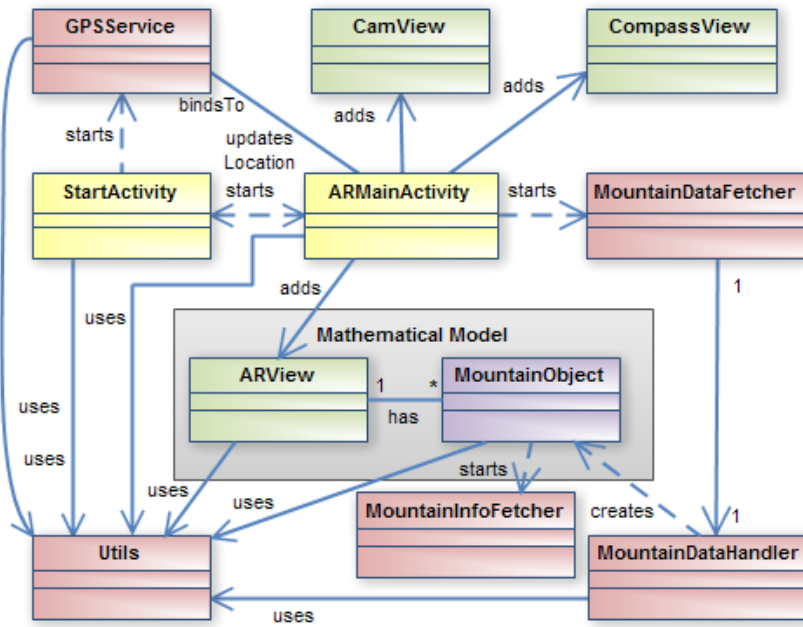 GPSService
CamView
CompassView
bindsTo
adds
adds
starts
updates
Location
StartActivity
starts
ARMainActivity
starts
MountainDataFetcher
adds
1
uses
Mathematical Model
ARView
1
*
MountainObject
has
uses
uses
starts
uses
uses
MountainInfoFetcher
creates
1
Utils
MountainDataHandler
uses